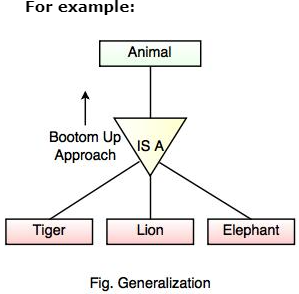 For example:
Animal
Bootom Up
Approach
IS A
Tiger
Lion
Elephant
Fig. Generalization